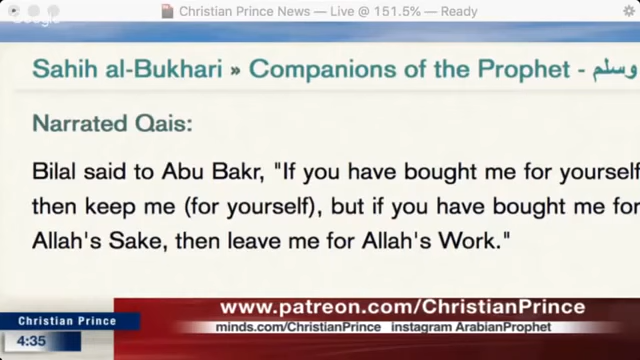 Christian Prince News — Live @ 151.5% — Ready
Google
Sahih al-Bukhari » Companions of the Prophet - وسلم
Narrated Qais:
Bilal said to Abu Bakr, "If you have bought me for yourself
then keep me (for yourself), but if you have bought me for
Allah's Sake, then leave me for Allah's Work."
www.patreon.com/ChristianPrince
Christian Prince
minds.com/ChristianPrince instagram ArabianProphet
4:35